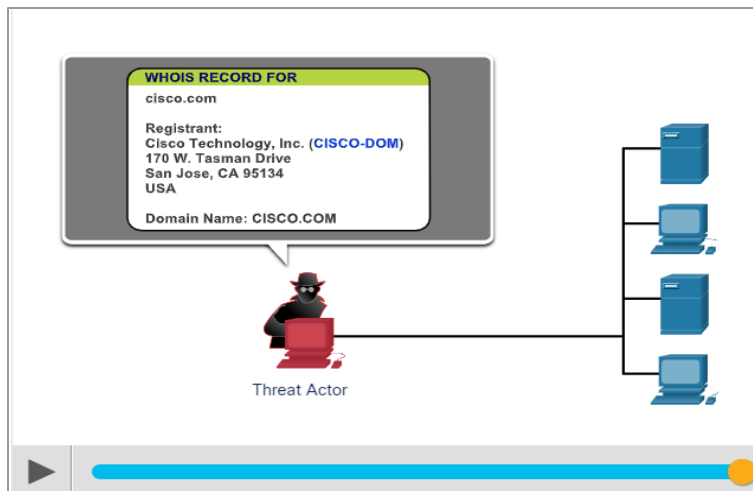 WHOIS RECORD FOR
cisco.com
Registrant:
Cisco Technology, Inc. (CISCO-DOM)
170 W. Tasman Drive
San Jose, CA 95134
USA
Domain Name: CISCO.COM
Threat Actor